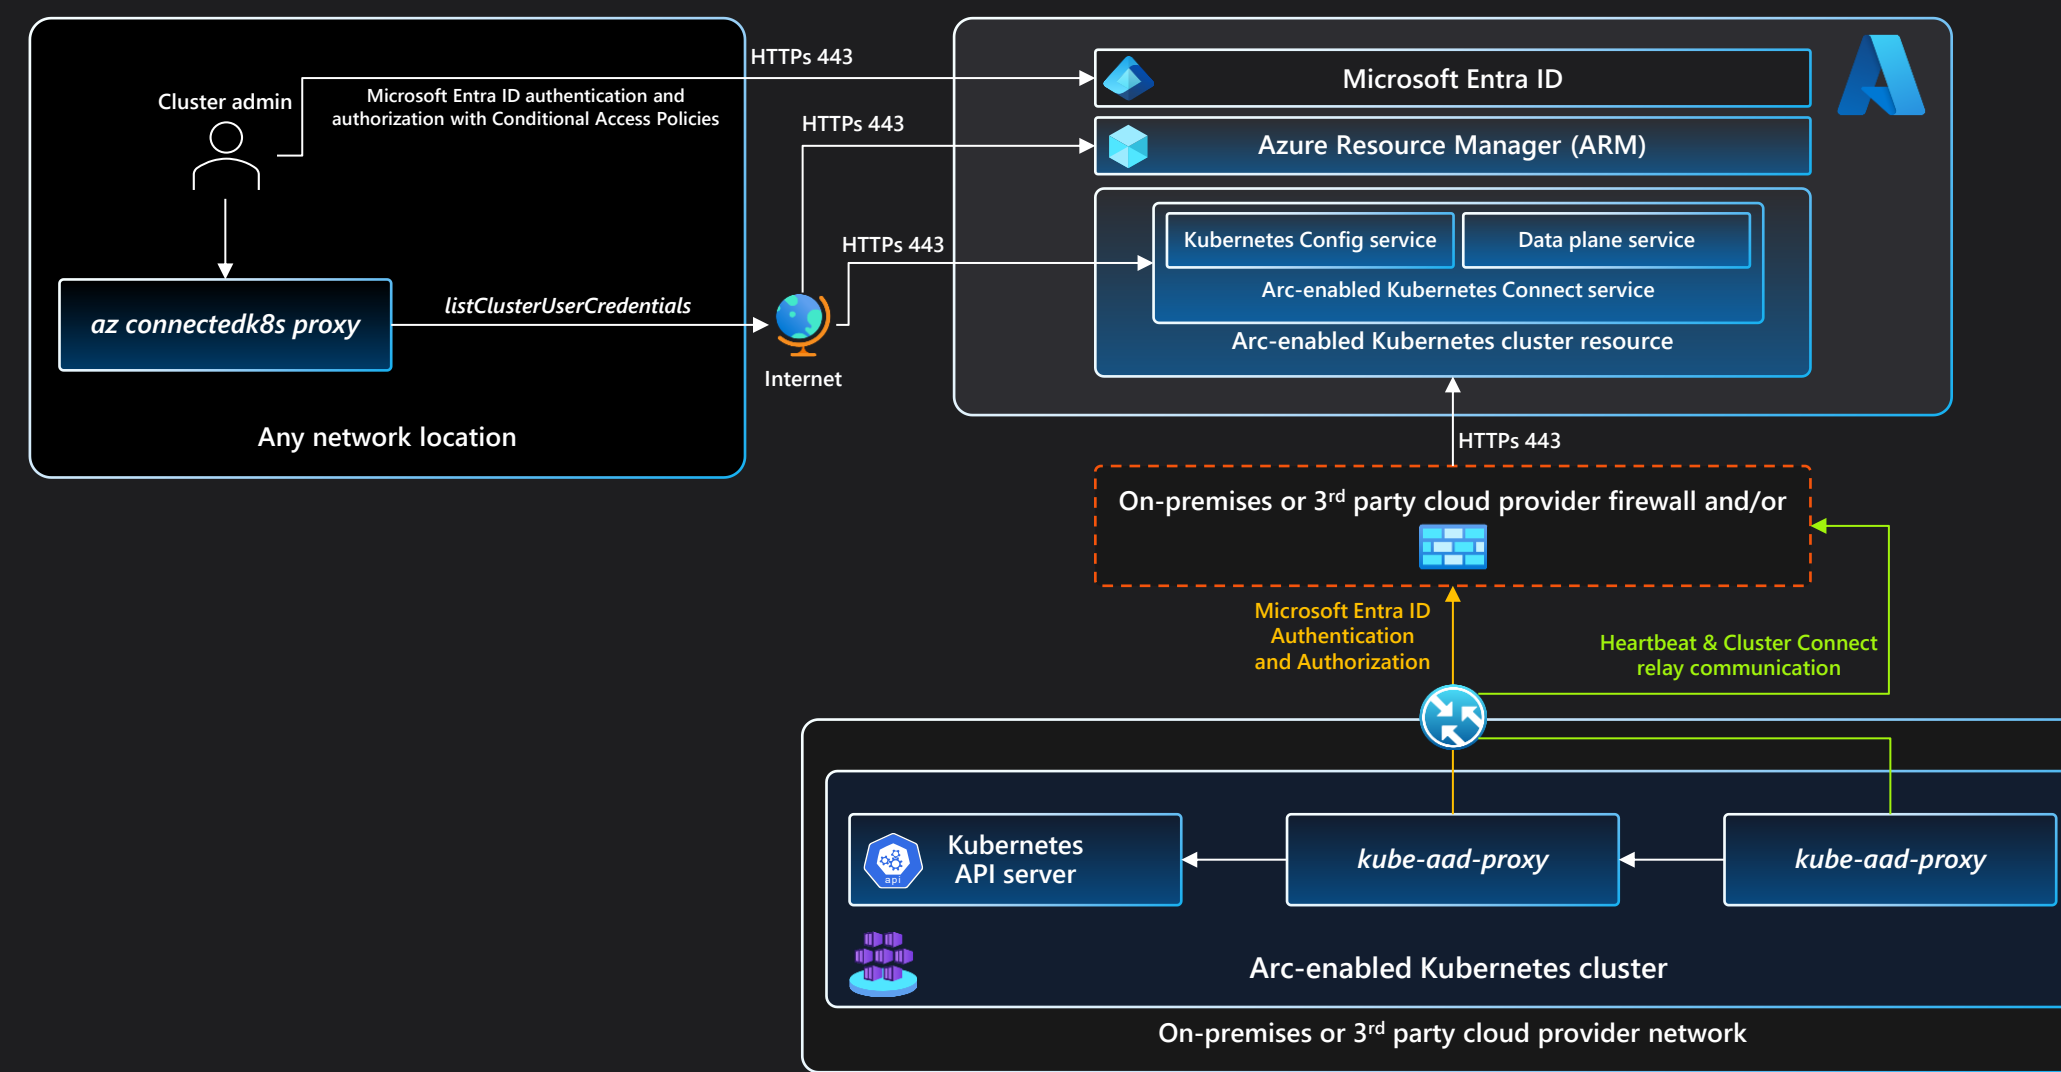 HTTPs 443
Cluster admin
Microsoft Entra ID authentication and
authorization with Conditional Access Policies
az connectedk8s proxy
listClusterUserCredentials
Any network location
HTTPs 443
HTTPs 443
Internet
Microsoft Entra ID
Azure Resource Manager (ARM)
Kubernetes Config service
Data plane service
Arc-enabled Kubernetes Connect service
Arc-enabled Kubernetes cluster resource
HTTPs 443
On-premises or 3rd party cloud provider firewall and/or
Microsoft Entra ID
Authentication
and Authorization
Heartbeat & Cluster Connect
relay communication
api
Kubernetes
API server
kube-aad-proxy
kube-aad-proxy
Arc-enabled Kubernetes cluster
On-premises or 3rd party cloud provider network